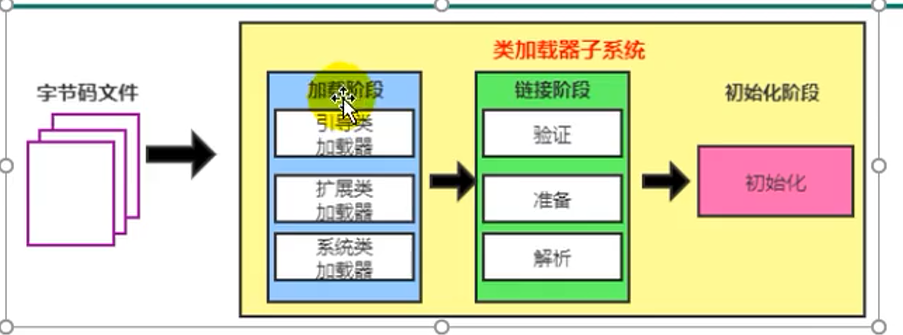 类加载器子系统
字节码文件
加载阶段
引导类
加载器
扩展类
加载器
系统类
加载器
链接阶段
验证
准备
解析
初始化阶段
初始化